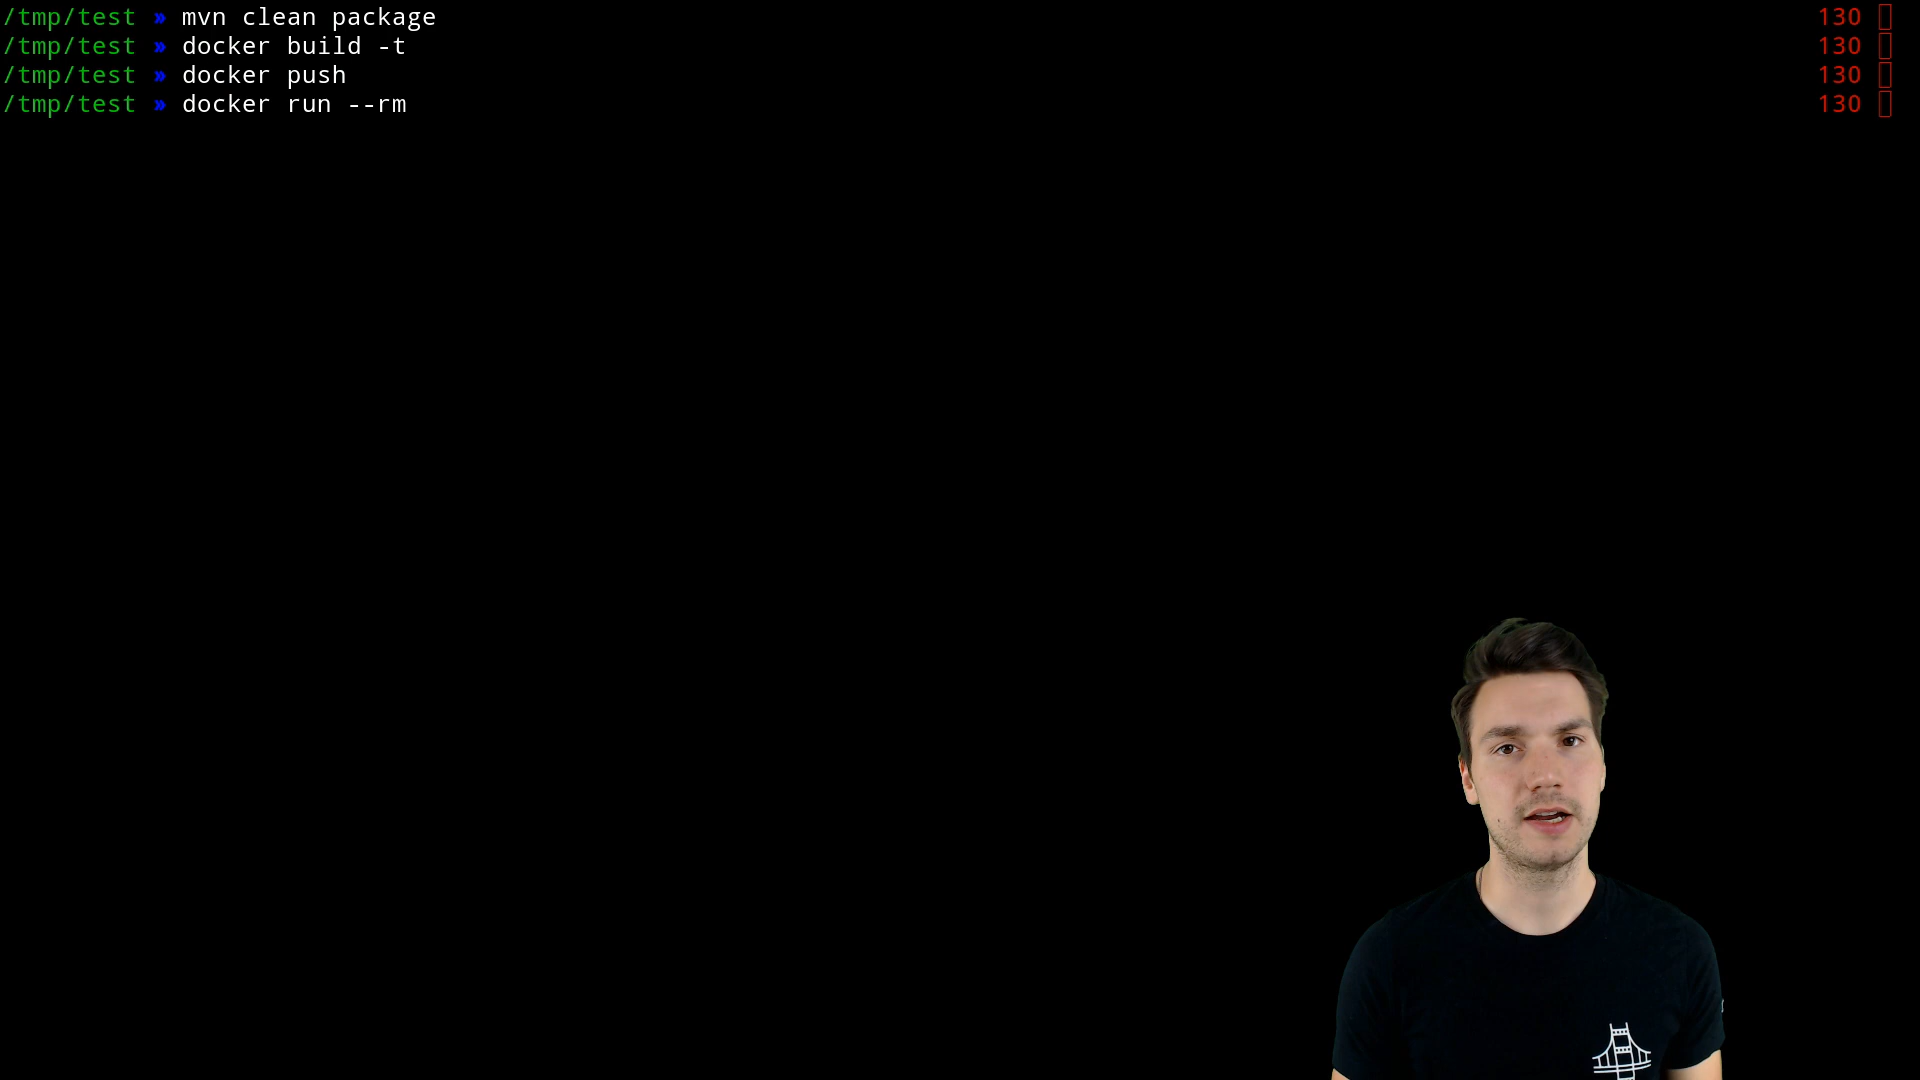 /tmp/test » mvn clean package 130
/tmp/test » docker build -t 130
/tmp/test » docker push 130
/tmp/test » docker run --rm 130